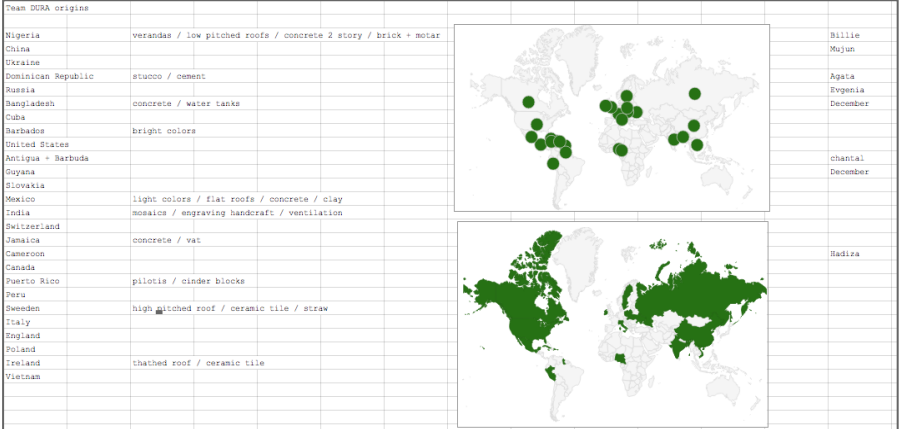 Team DURA origins
Nigeria verandas / low pitched roofs / concrete 2 story / brick + motar Billie
China Mujun
Ukraine
Dominican Republic stucco / cement Agata
Russia Evgenia
Bangladesh concrete / water tanks December
Cuba
Barbados bright colors
United States
Antigua + Barbuda chantal
Guyana December
Slovakia
Mexico light colors / flat roofs / concrete / clay
India mosaics / engraving handcraft / ventilation
Switzerland
Jamaica concrete / vat
Cameroon Hadiza
Canada
Puerto Rico pilotis / cinder blocks
Peru
Sweden high pitched roof / ceramic tile / straw
Italy
England
Poland
Ireland thathed roof / ceramic tile
Vietnam